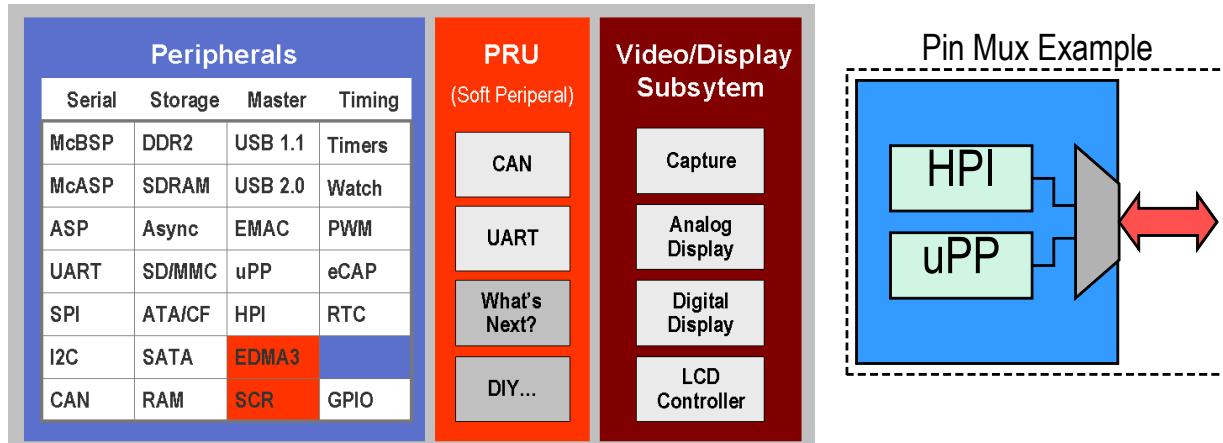 Peripherals
Serial Storage Master Timing
McBSP DDR2 USB 1.1 Timers
McASP SDRAM USB 2.0 Watch
ASP Async EMAC PWM
UART SD/MMC uPP eCAP
SPI ATA/CF HPI RTC
I2C SATA EDMA3
CAN RAM SCR GPIO
PRU
(Soft Periperal)
CAN
UART
What's
Next?
DIY...
Video/Display
Subsytem
Capture
Analog
Display
Digital
Display
LCD
Controller
Pin Mux Example
HPI
uPP